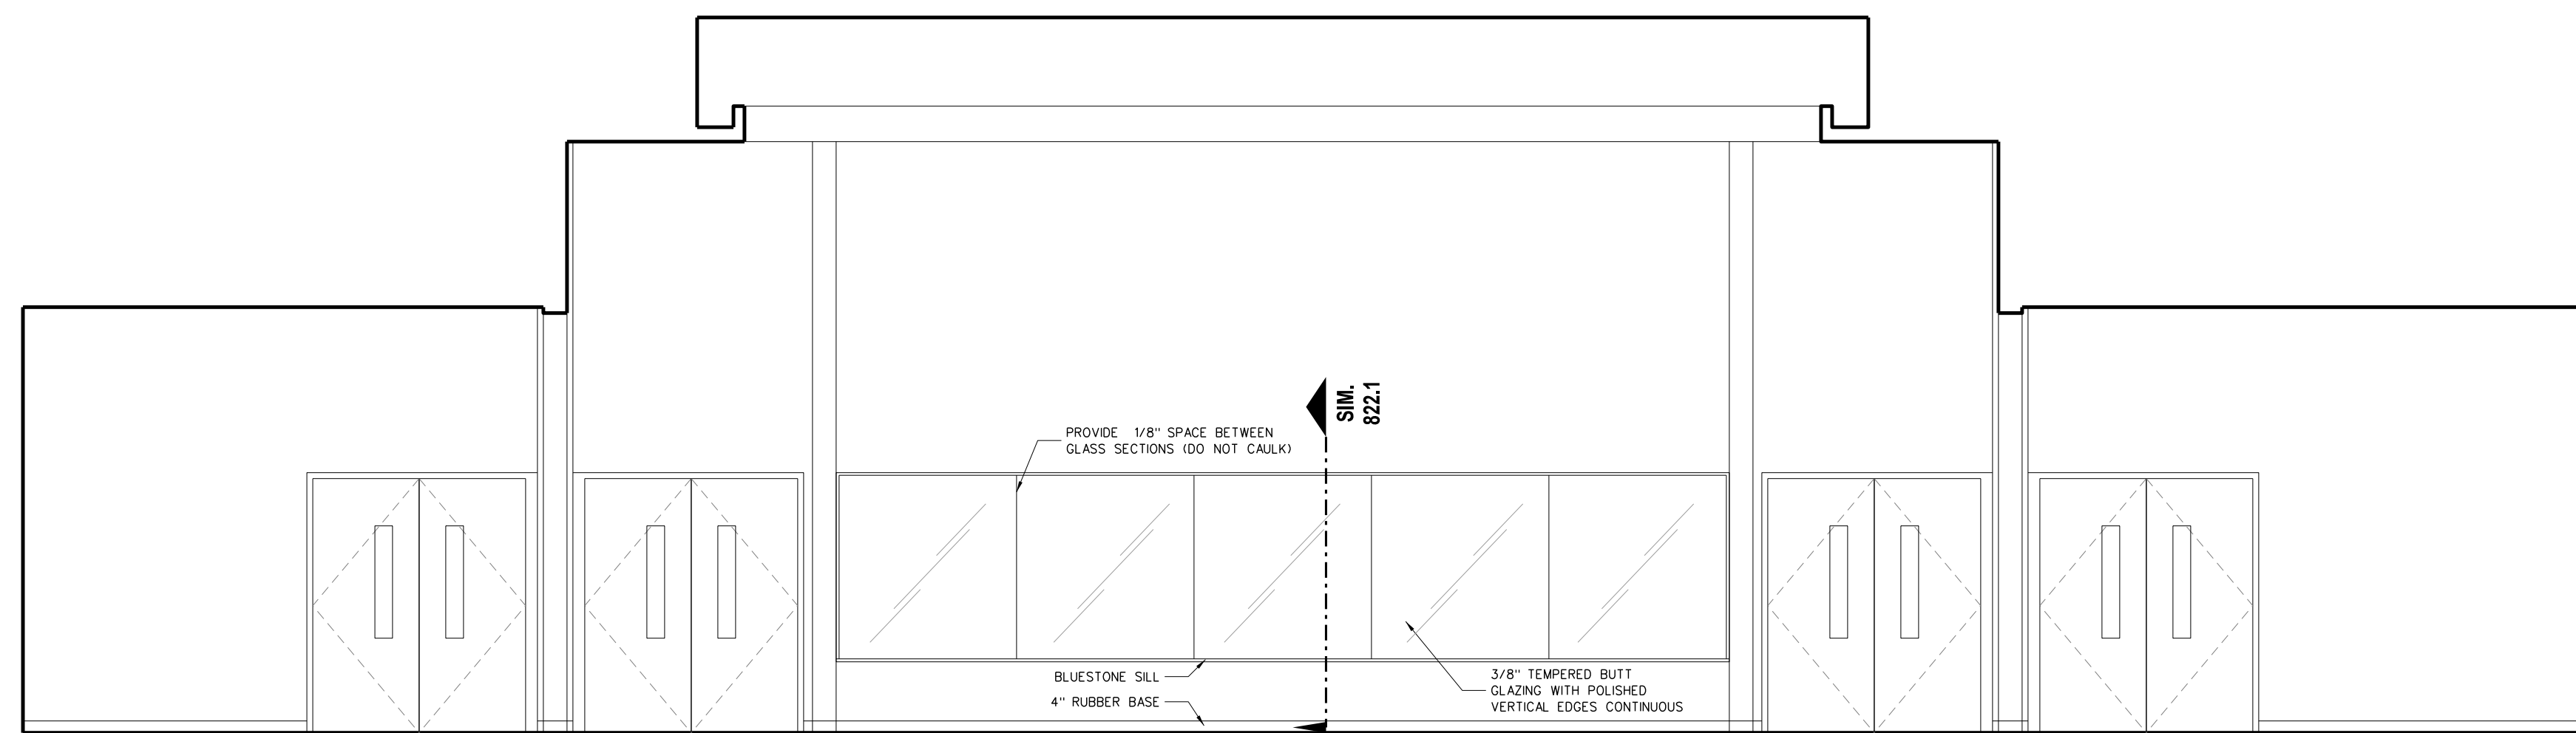 SIM.
822.1
PROVIDE 1/8" SPACE BETWEEN
GLASS SECTIONS (DO NOT CAULK)
BLUESTONE SILL
4" RUBBER BASE
3/8" TEMPERED BUTT
GLAZING WITH POLISHED
VERTICAL EDGES CONTINUOUS